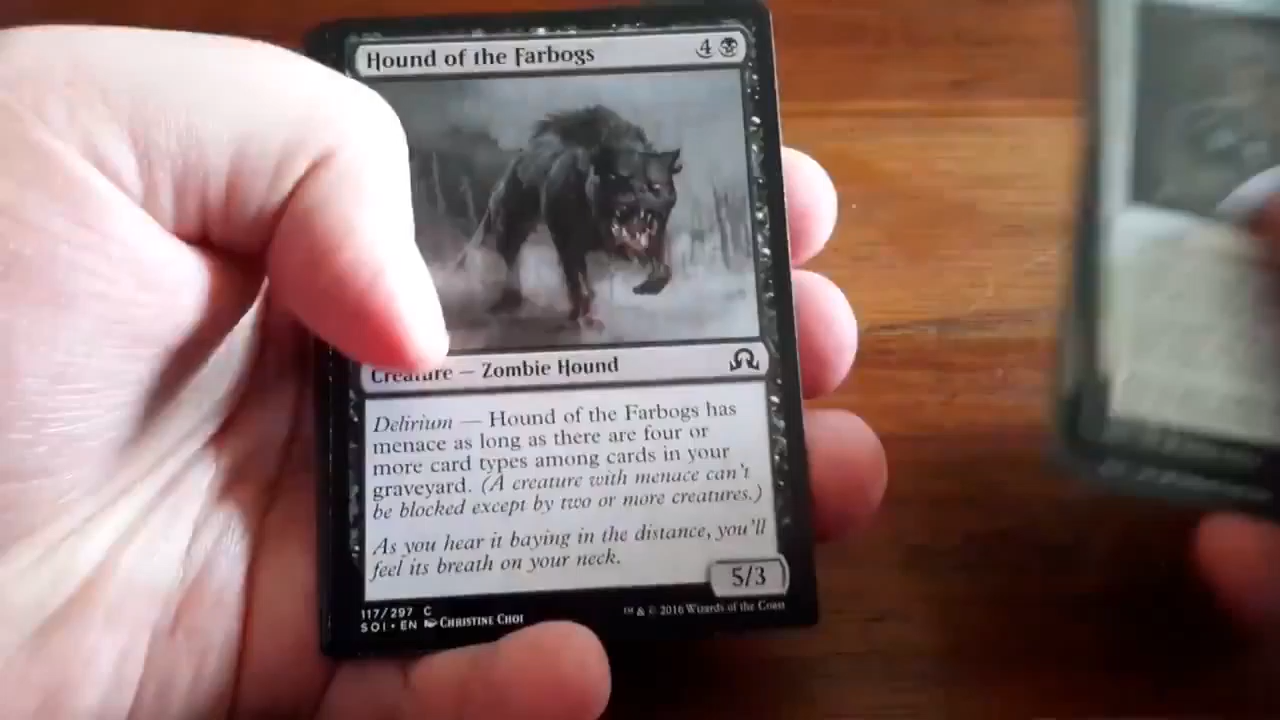 Hound of the Farbogs 4
Creature — Zombie Hound
Delirium — Hound of the Farbogs has
menace as long as there are four or
more card types among cards in your
graveyard. (A creature with menace can't
be blocked except by two or more creatures.)
As you hear it baying in the distance, you'll
feel its breath on your neck.
5/3
117/297 C
SOI • EN CHRISTINE CHOI
™ & © 2016 Wizards of the Coast